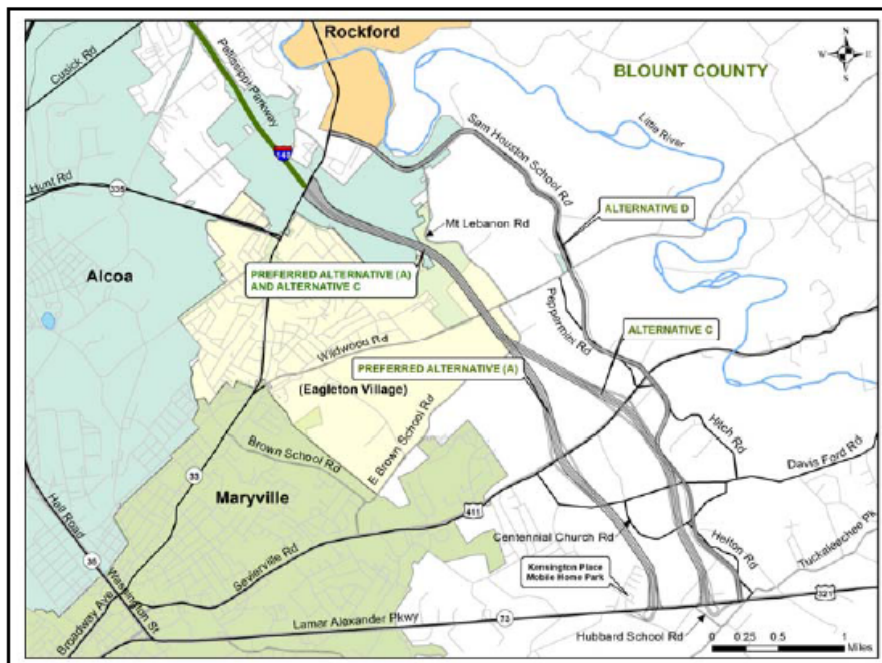 Rockford
BLOUNT COUNTY
N
W E
S
Cusick Rd
Pellissippi Parkway
Little River
Sam Houston School Rd
140
Hunt Rd
335
ALTERNATIVE D
Mt Lebanon Rd
Alcoa
PREFERRED ALTERNATIVE (A)
AND ALTERNATIVE C
Peppermint Rd
ALTERNATIVE C
Wildwood Rd
PREFERRED ALTERNATIVE (A)
(Eagleton Village)
E Brown School Rd
Brown School Rd
Hitch Rd
Davis Ford Rd
33
Maryville
411
Centennial Church Rd
Helton Rd
Tuckaleechee Pk
Hall Road
35
Sevierville Rd
Kensington Place
Mobile Home Park
Washington St
Broadway Ave
321
Lamar Alexander Pkwy
73
Hubbard School Rd
0 0.25 0.5 1
Miles